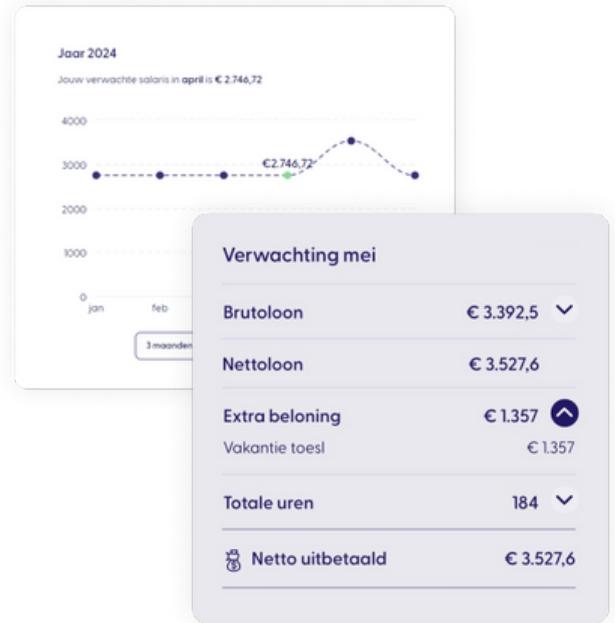 Jaar 2024
Jouw verwachte salaris in april is € 2.746,72
4000
3000
€2.746,72
2000
1000
0
jan feb
3 maanden
Verwachting mei
Brutoloon € 3.392,5
Nettoloon € 3.527,6
Extra beloning € 1.357
Vakantie toesl € 1.357
Totale uren 184
Netto uitbetaald € 3.527,6